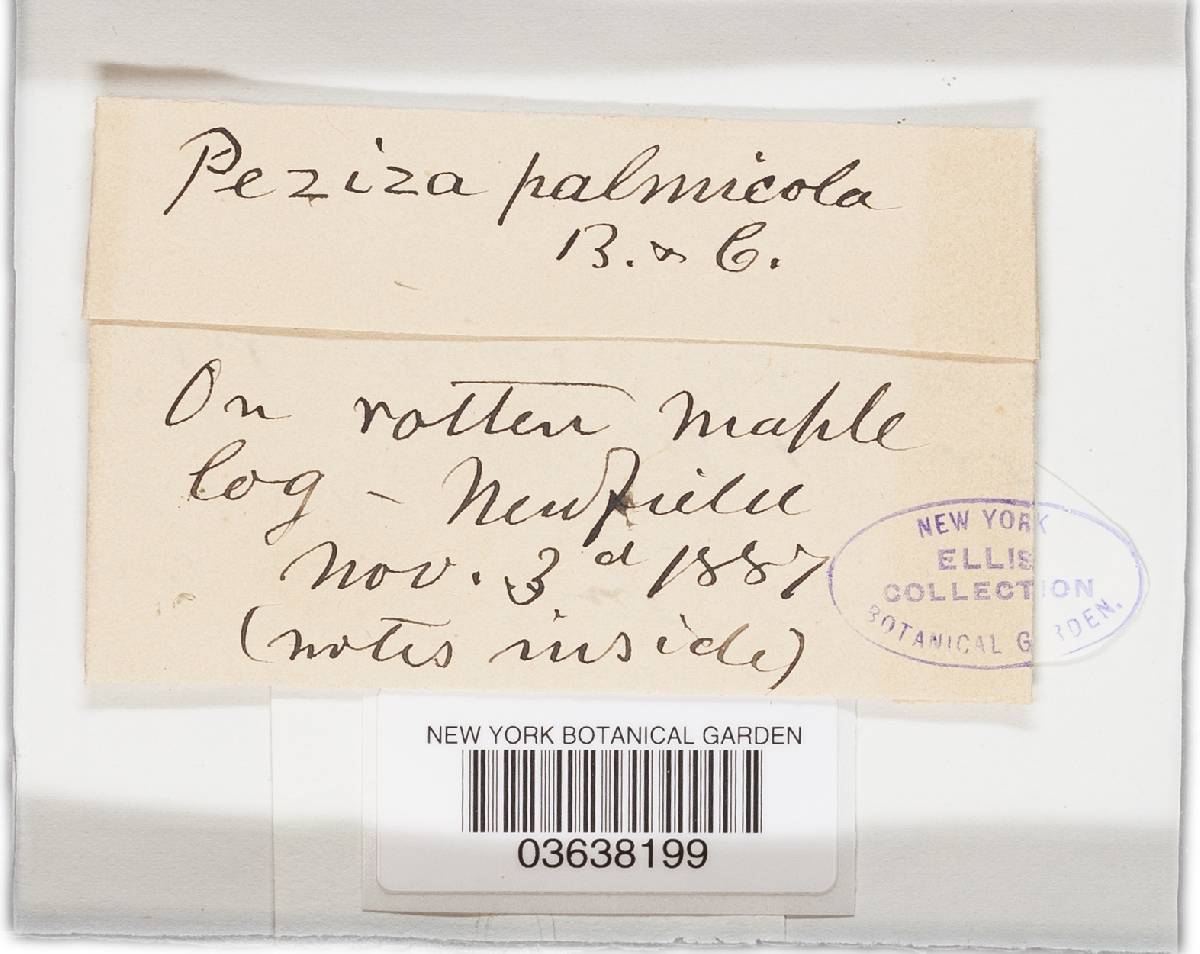 Peziza palmicola
B. & C.
On rotten maple
log – Newfield
Nov. 3d 1887
(notes inside)
NEW YORK
ELLIS
COLLECTION
BOTANICAL GARDEN.
NEW YORK BOTANICAL GARDEN
03638199